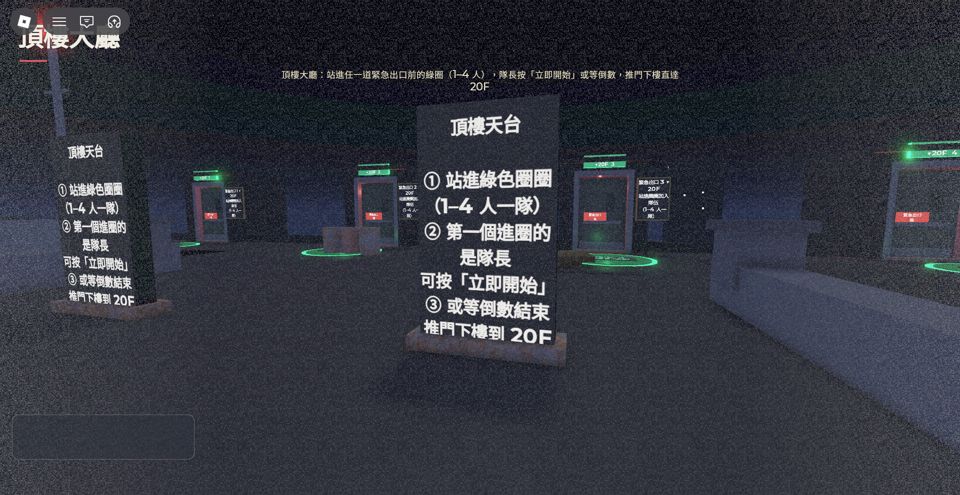 頂樓大廳
頂樓大廳：站進任一道緊急出口前的綠圈（1–4 人），隊長按「立即開始」或等倒數，推門下樓直達
20F
頂樓天台
① 站進綠色圈圈
（1–4 人一隊）
② 第一個進圈的
是隊長
可按「立即開始」
③ 或等倒數結束
推門下樓到 20F
頂樓天台
① 站進綠色圈圈
（1–4 人一隊）
② 第一個進圈的
是隊長
可按「立即開始」
③ 或等倒數結束
推門下樓到 20F
緊急出口 3
20F